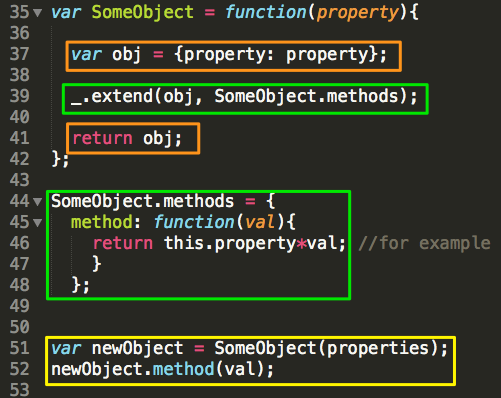 35 var SomeObject = function(property){
36
37 var obj = {property: property};
38
39 _.extend(obj, SomeObject.methods);
40
41 return obj;
42 };
43
44 SomeObject.methods = {
45 method: function(val){
46 return this.property*val; //for example
47 }
48 };
49
50
51 var newObject = SomeObject(properties);
52 newObject.method(val);
53